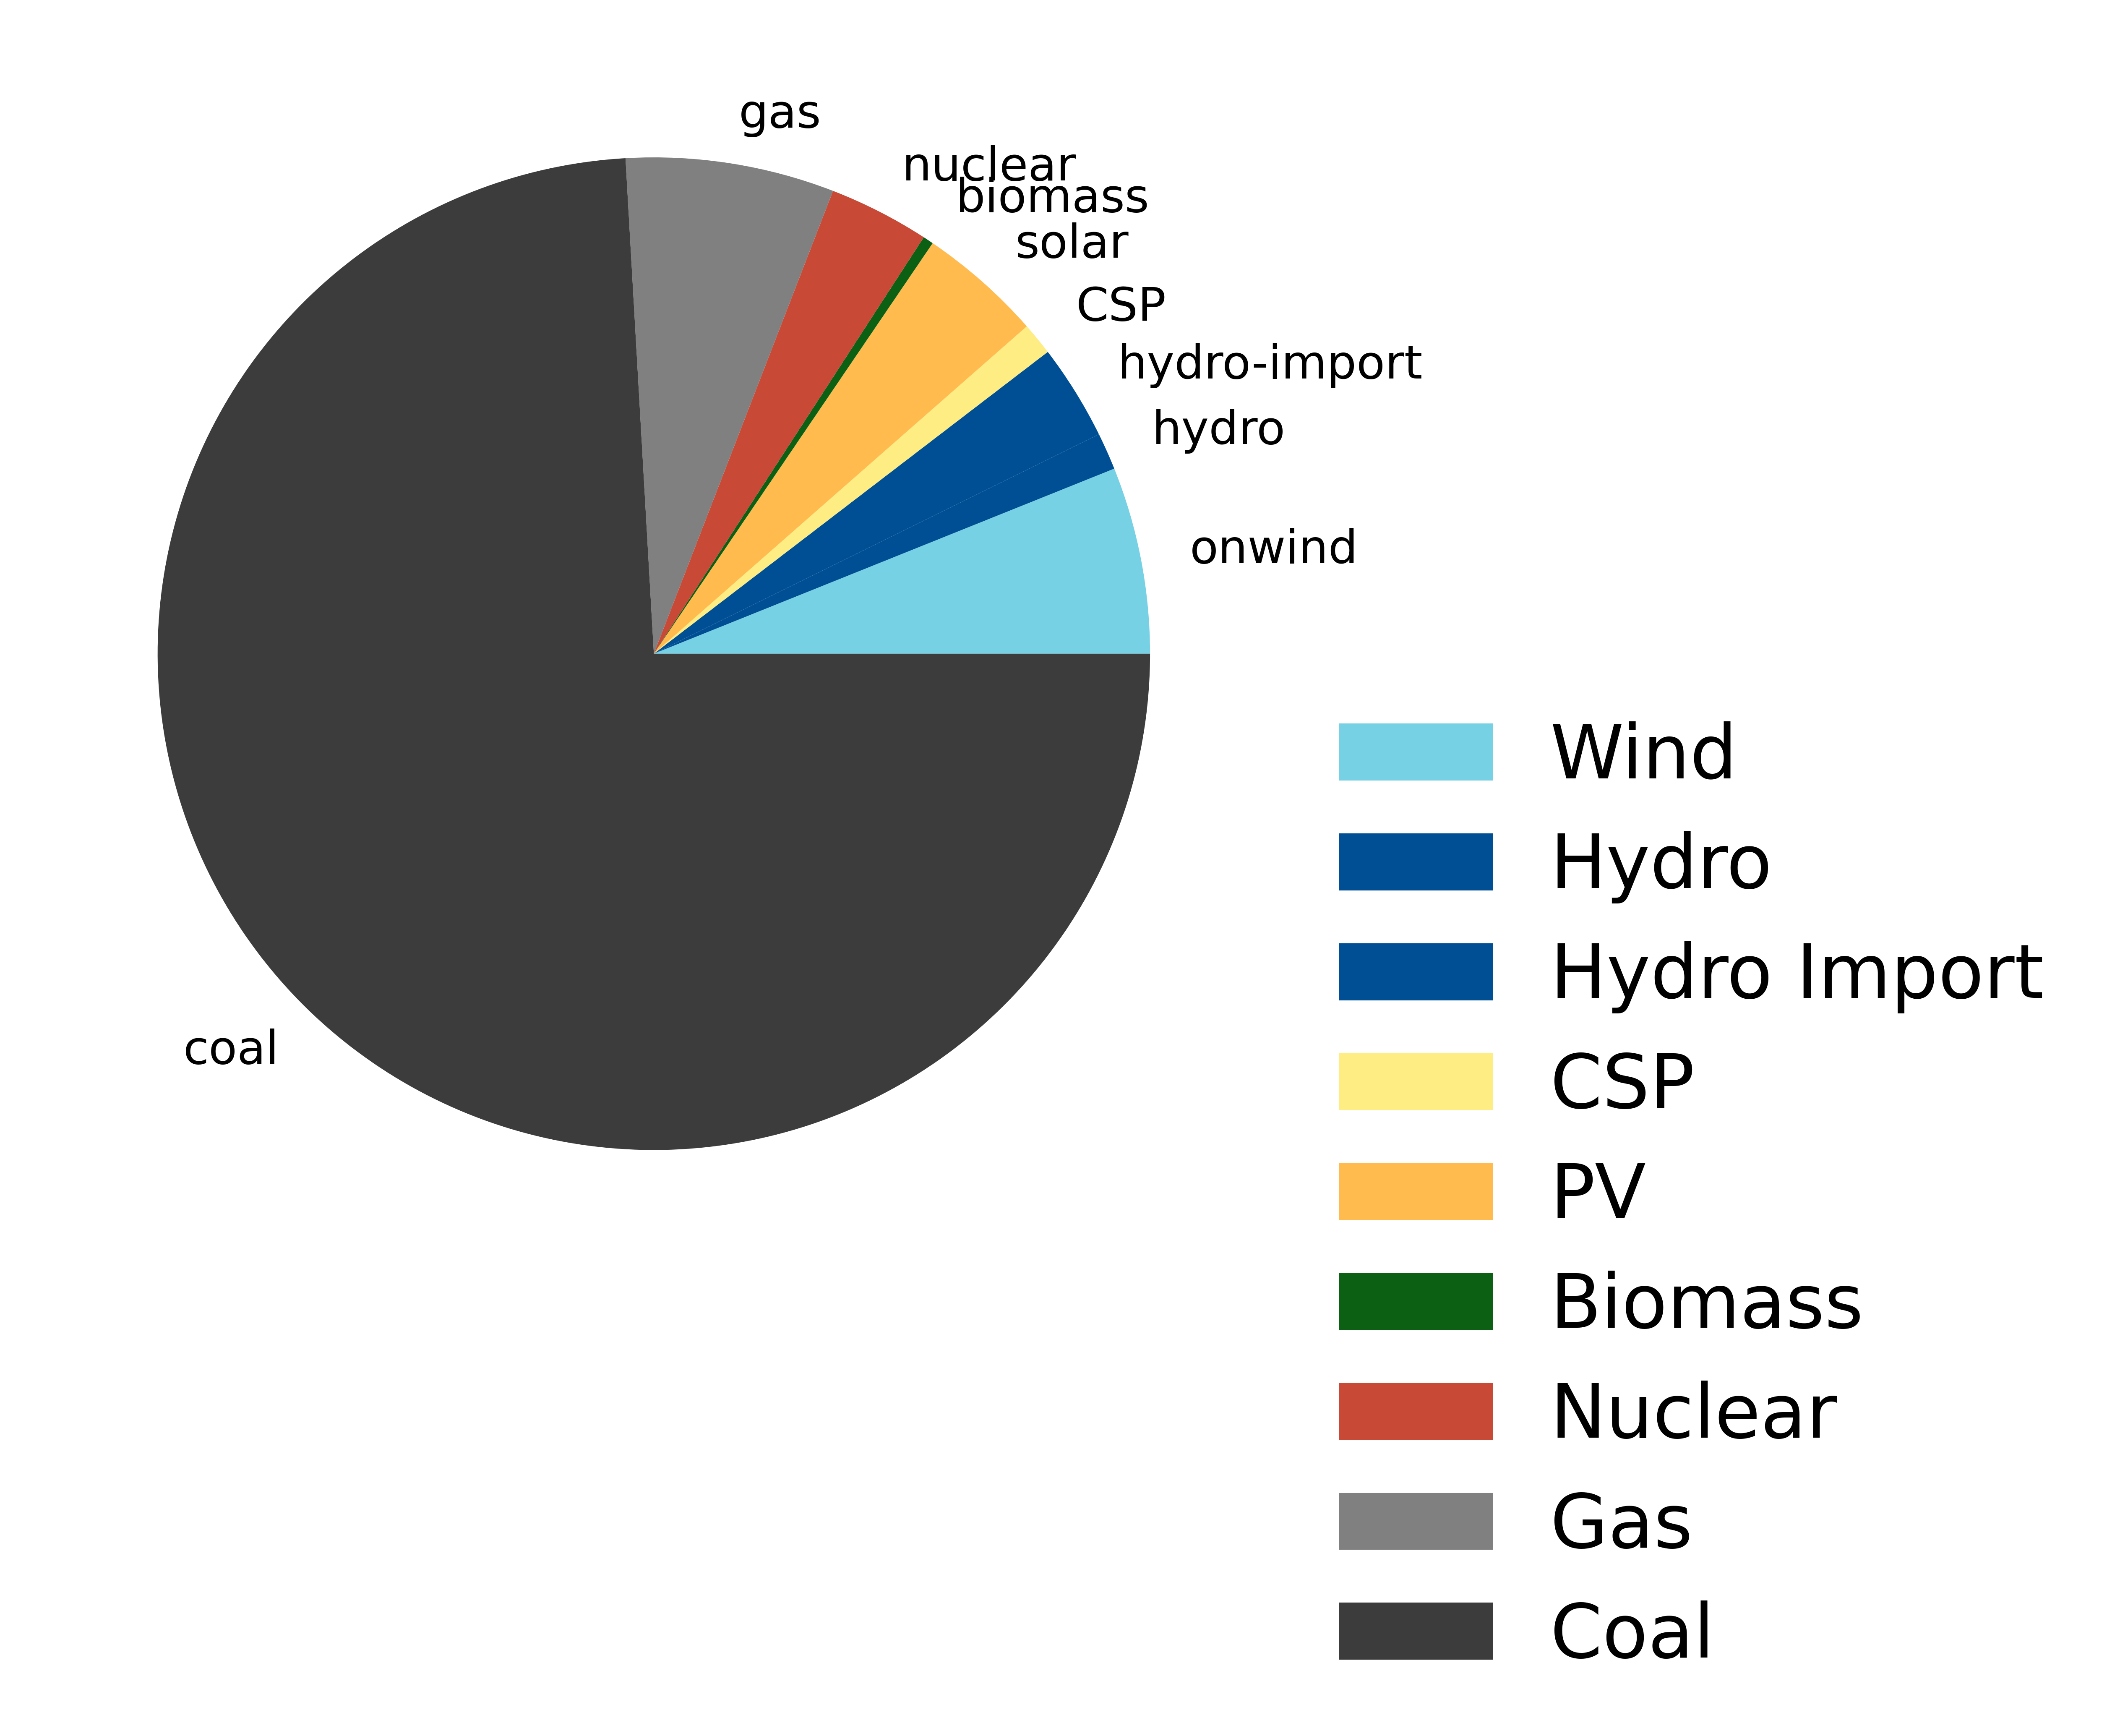 gas
nuclear
biomass
solar
CSP
hydro-import
hydro
onwind
coal
Wind
Hydro
Hydro Import
CSP
PV
Biomass
Nuclear
Gas
Coal